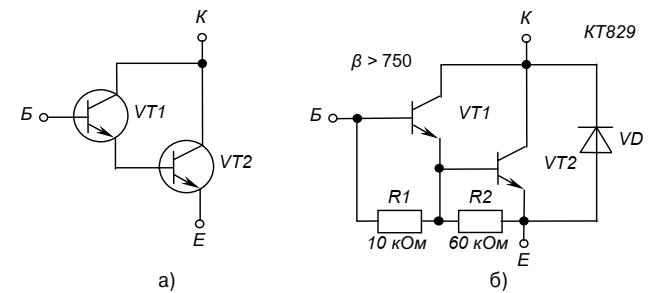 К
Б
VT1
VT2
Е
а)
К
КТ829
β > 750
Б
VT1
VD
VT2
R1
R2
10 кОм
60 кОм
Е
б)